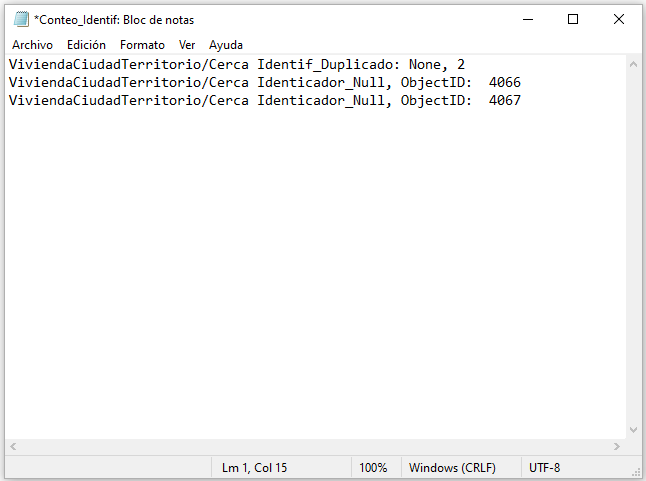 *Conteo_Identif: Bloc de notas
Archivo Edición Formato Ver Ayuda
ViviendaCiudadTerritorio/Cerca Identif_Duplicado: None, 2
ViviendaCiudadTerritorio/Cerca Identicador_Null, ObjectID:  4066
ViviendaCiudadTerritorio/Cerca Identicador_Null, ObjectID:  4067
Lm 1, Col 15 100% Windows (CRLF) UTF-8